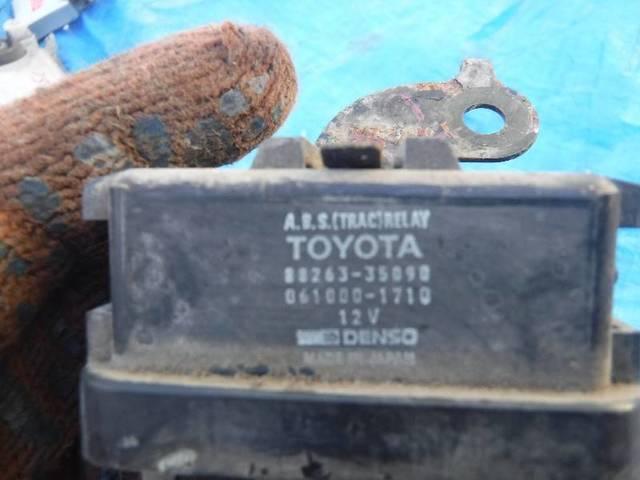 A.B.S.(TRAC)RELAY
TOYOTA
88263-35090
061000-1710
12V
DENSO
MADE IN JAPAN